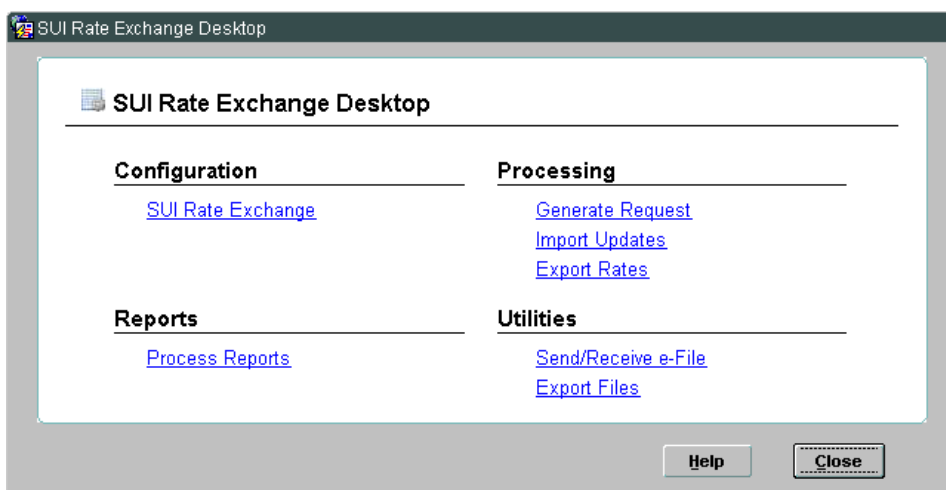 SUI Rate Exchange Desktop
SUI Rate Exchange Desktop
Configuration
SUI Rate Exchange
Processing
Generate Request
Import Updates
Export Rates
Reports
Process Reports
Utilities
Send/Receive e-File
Export Files
Help
Close